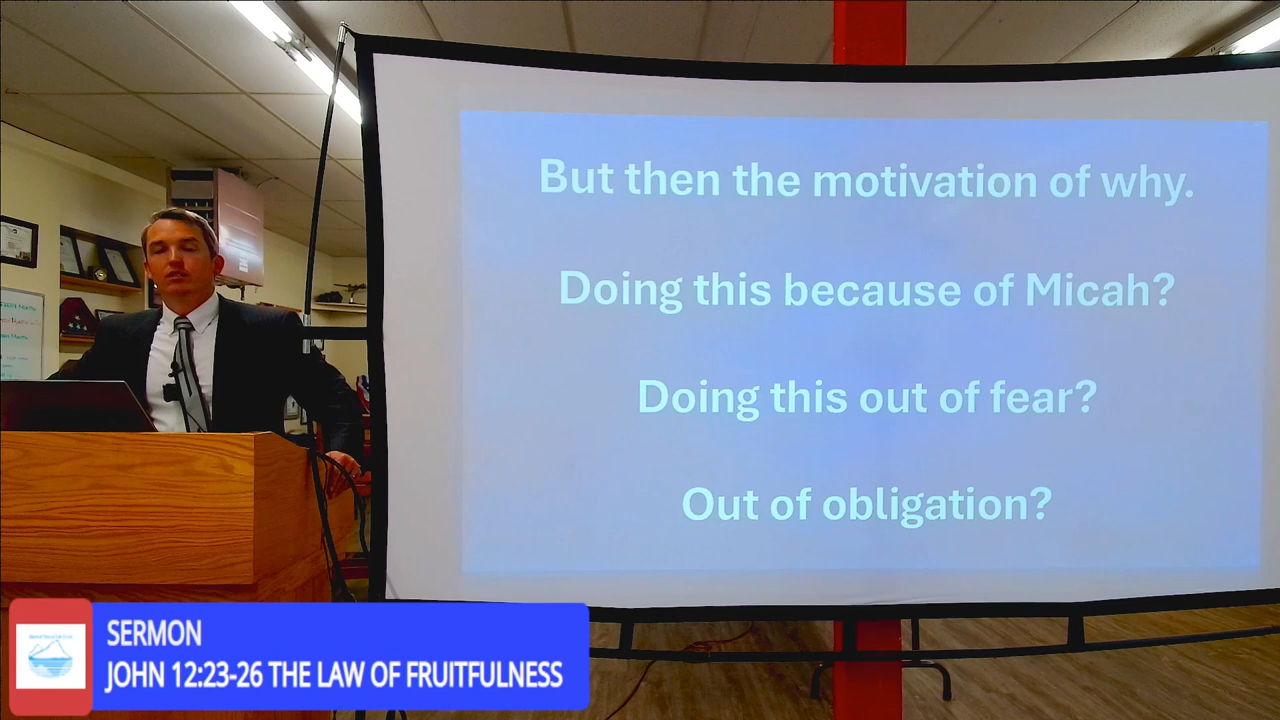 But then the motivation of why.
Doing this because of Micah?
Doing this out of fear?
Out of obligation?
SERMON
JOHN 12:23-26 THE LAW OF FRUITFULNESS